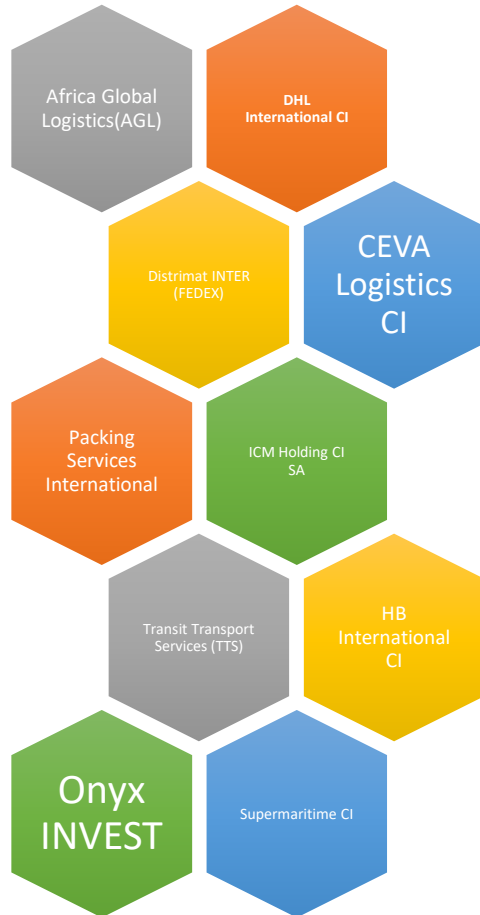 Africa Global
Logistics(AGL)
DHL
International CI
Distrimat INTER
(FEDEX)
CEVA
Logistics
CI
Packing
Services
International
ICM Holding CI
SA
Transit Transport
Services (TTS)
HB
International
CI
Onyx
INVEST
Supermaritime CI